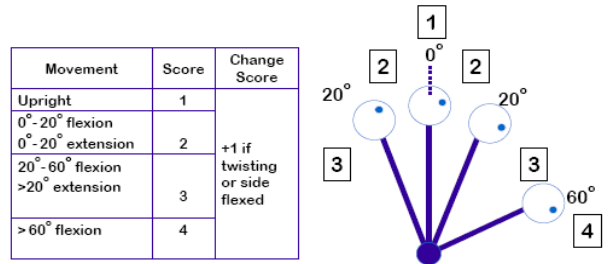 Movement
Score
Change
Score
Upright
1
0°-20° flexion
0°-20° extension
2
20°-60° flexion
>20° extension
3
>60° flexion
4
+1 if
twisting
or side
flexed
1
0°
2
2
20°
20°
3
3
60°
4